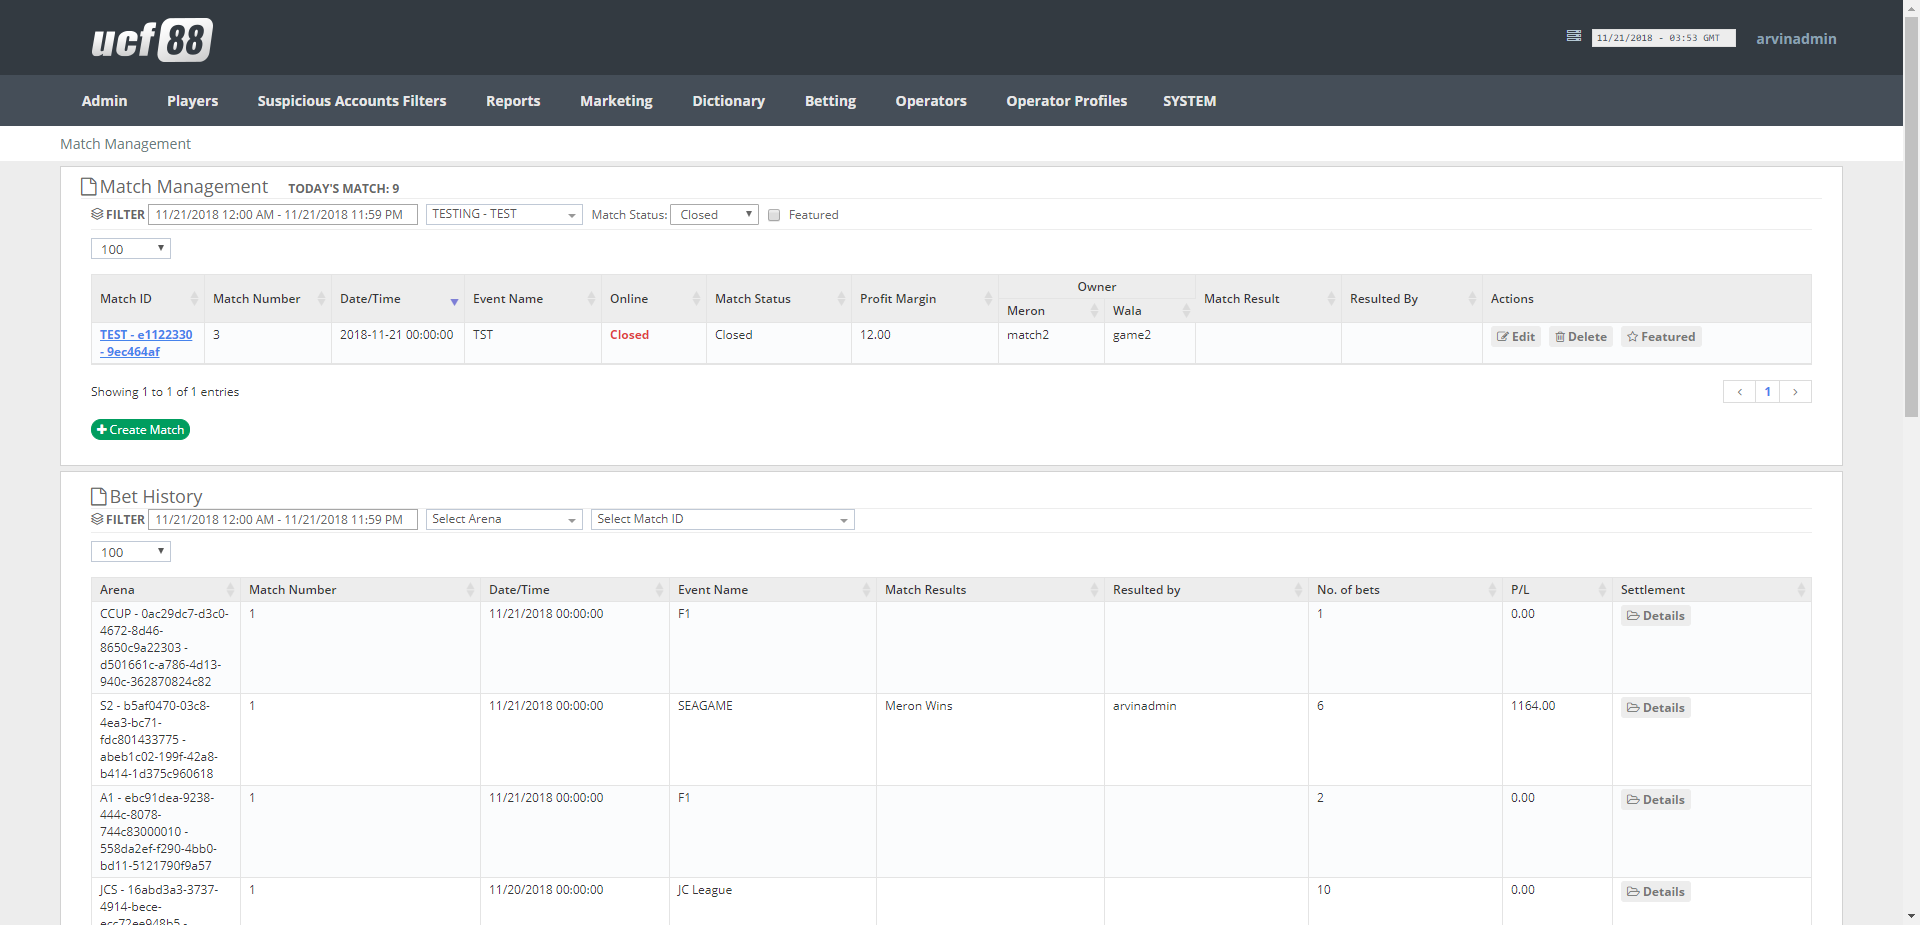 ucf 88
11/21/2018 - 03:53 GMT
arvinadmin
Admin Players Suspicious Accounts Filters Reports Marketing Dictionary Betting Operators Operator Profiles SYSTEM
Match Management
Match Management TODAY'S MATCH: 9
FILTER 11/21/2018 12:00 AM - 11/21/2018 11:59 PM TESTING - TEST Match Status: Closed Featured
100
Owner
Match ID Match Number Date/Time Event Name Online Match Status Profit Margin Meron Wala Match Result Resulted By Actions
TEST - e1122330 3 2018-11-21 00:00:00 TST Closed Closed 12.00 match2 game2 Edit Delete Featured
- 9ec464af
Showing 1 to 1 of 1 entries ‹ 1 ›
Create Match
Bet History
FILTER 11/21/2018 12:00 AM - 11/21/2018 11:59 PM Select Arena Select Match ID
100
Arena Match Number Date/Time Event Name Match Results Resulted by No. of bets P/L Settlement
CCUP - 0ac29dc7-d3c0- 1 11/21/2018 00:00:00 F1 1 0.00 Details
4672-8d46-
8650c9a22303 -
d501661c-a786-4d13-
940c-362870824c82
S2 - b5af0470-03c8- 1 11/21/2018 00:00:00 SEAGAME Meron Wins arvinadmin 6 1164.00 Details
4ea3-bc71-
fdc801433775 -
abeb1c02-199f-42a8-
b414-1d375c960618
A1 - ebc91dea-9238- 1 11/21/2018 00:00:00 F1 2 0.00 Details
444c-8078-
744c83000010 -
558da2ef-f290-4bb0-
bd11-5121790f9a57
JCS - 16abd3a3-3737- 1 11/20/2018 00:00:00 JC League 10 0.00 Details
4914-bece-
ecc72ee948b5 -